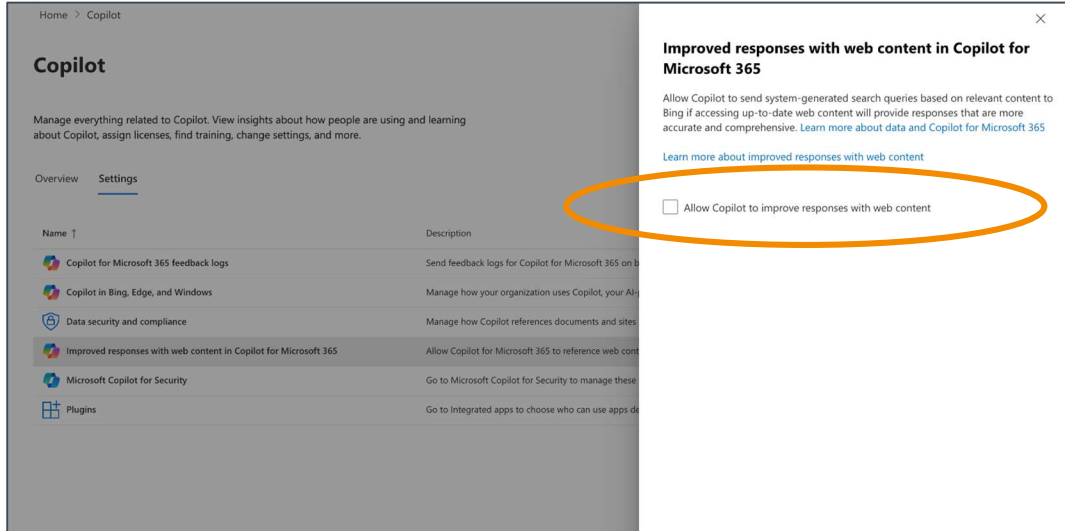 Home > Copilot
Copilot
Manage everything related to Copilot. View insights about how people are using and learning
about Copilot, assign licenses, find training, change settings, and more.
Overview Settings
Name ↑ Description
Copilot for Microsoft 365 feedback logs Send feedback logs for Copilot for Microsoft 365 on b
Copilot in Bing, Edge, and Windows Manage how your organization uses Copilot, your AI-
Data security and compliance Manage how Copilot references documents and sites
Improved responses with web content in Copilot for Microsoft 365 Allow Copilot for Microsoft 365 to reference web cont
Microsoft Copilot for Security Go to Microsoft Copilot for Security to manage these
Plugins Go to Integrated apps to choose who can use apps de
Improved responses with web content in Copilot for
Microsoft 365
Allow Copilot to send system-generated search queries based on relevant content to
Bing if accessing up-to-date web content will provide responses that are more
accurate and comprehensive. Learn more about data and Copilot for Microsoft 365
Learn more about improved responses with web content
Allow Copilot to improve responses with web content